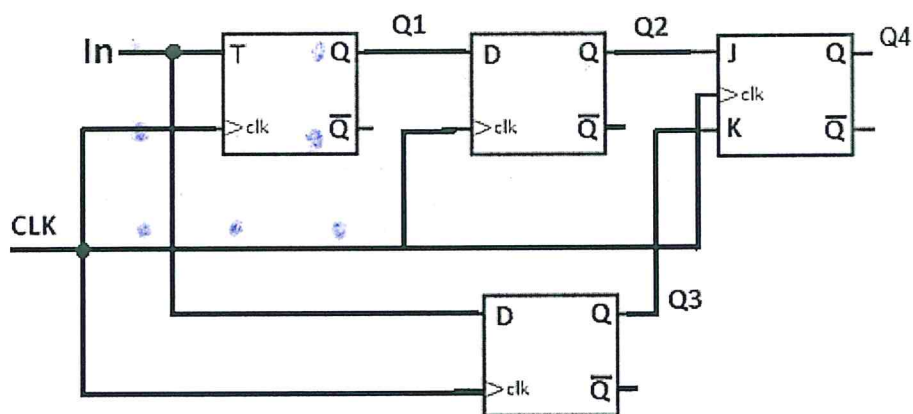 In
T Q
clk Q̅
Q1
D Q
clk Q̅
Q2
J Q
clk
K Q̅
Q4
CLK
D Q
clk Q̅
Q3